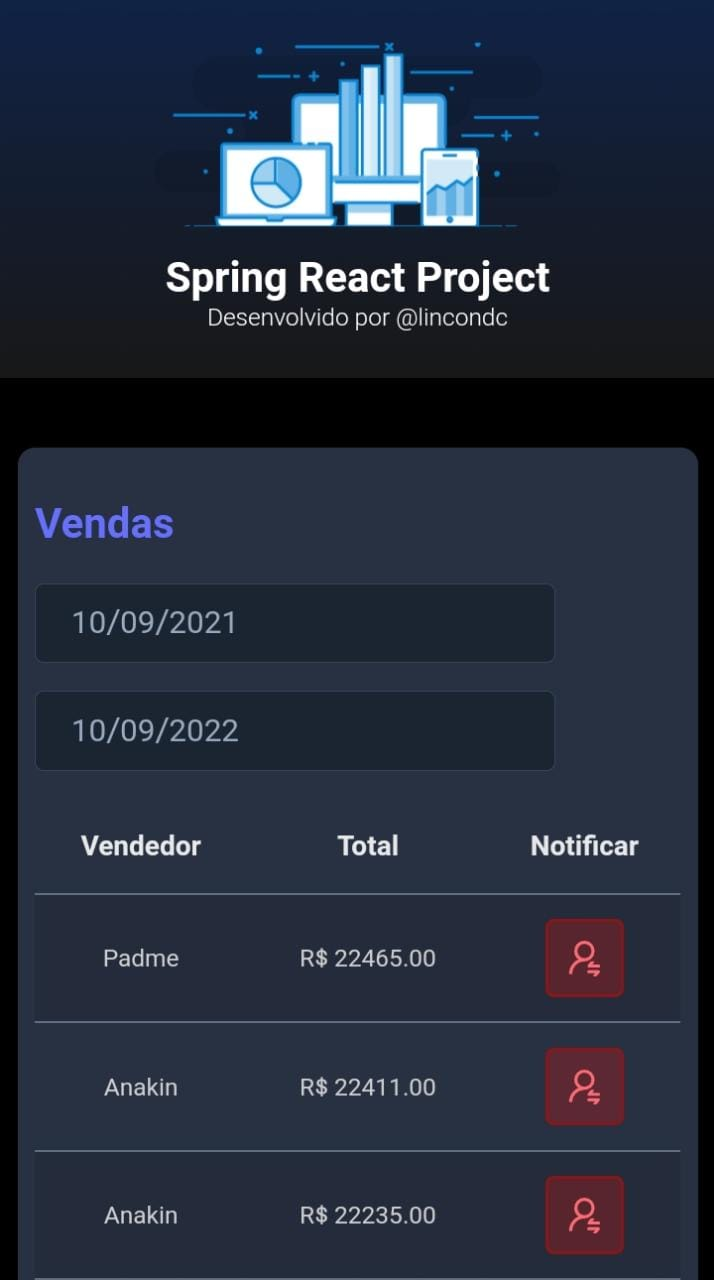 Spring React Project
Desenvolvido por @lincondc
Vendas
10/09/2021
10/09/2022
Vendedor Total Notificar
Padme R$ 22465.00
Anakin R$ 22411.00
Anakin R$ 22235.00